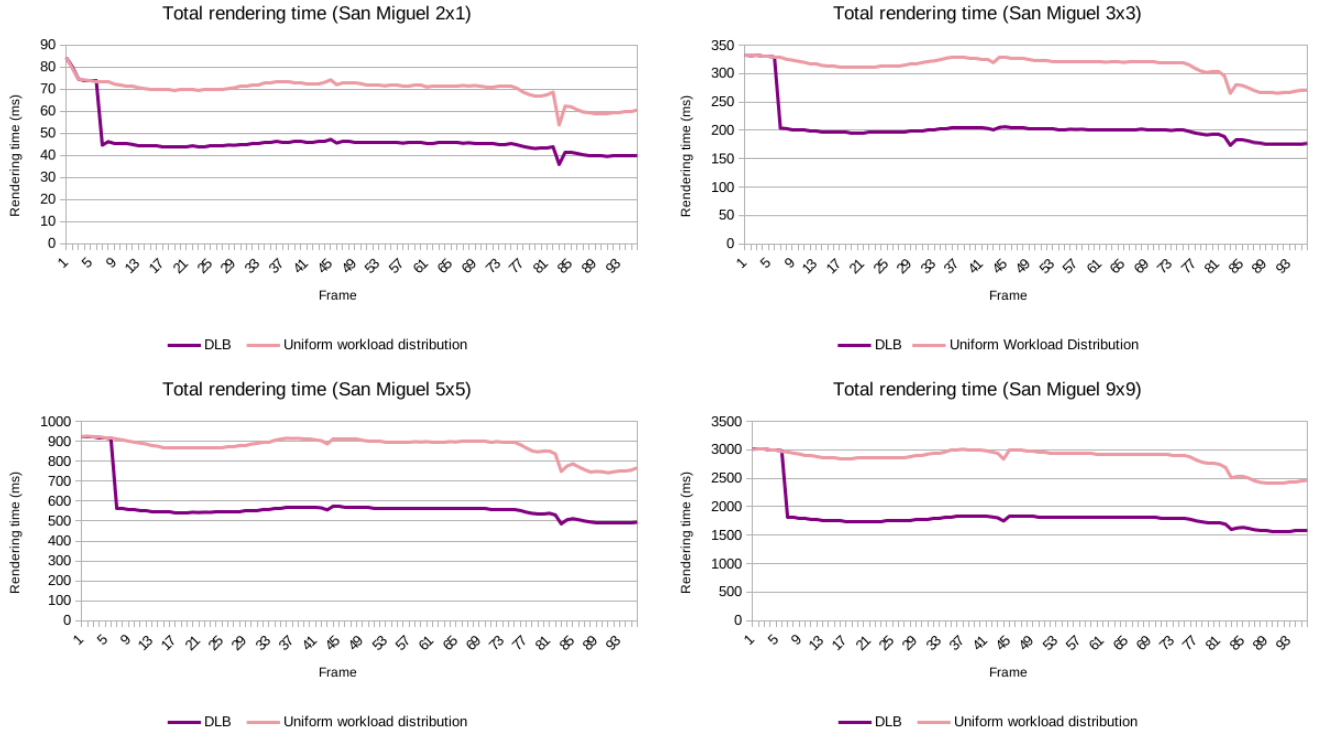 Total rendering time (San Miguel 2x1)
Rendering time (ms)
90
80
70
60
50
40
30
20
10
0
1 5 9 13 17 21 25 29 33 37 41 45 49 53 57 61 65 69 73 77 81 85 89 93
Frame
DLB Uniform workload distribution
Total rendering time (San Miguel 3x3)
Rendering time (ms)
350
300
250
200
150
100
50
0
1 5 9 13 17 21 25 29 33 37 41 45 49 53 57 61 65 69 73 77 81 85 89 93
Frame
DLB Uniform Workload Distribution
Total rendering time (San Miguel 5x5)
Rendering time (ms)
1000
900
800
700
600
500
400
300
200
100
0
1 5 9 13 17 21 25 29 33 37 41 45 49 53 57 61 65 69 73 77 81 85 89 93
Frame
DLB Uniform workload distribution
Total rendering time (San Miguel 9x9)
Rendering time (ms)
3500
3000
2500
2000
1500
1000
500
0
1 5 9 13 17 21 25 29 33 37 41 45 49 53 57 61 65 69 73 77 81 85 89 93
Frame
DLB Uniform workload distribution